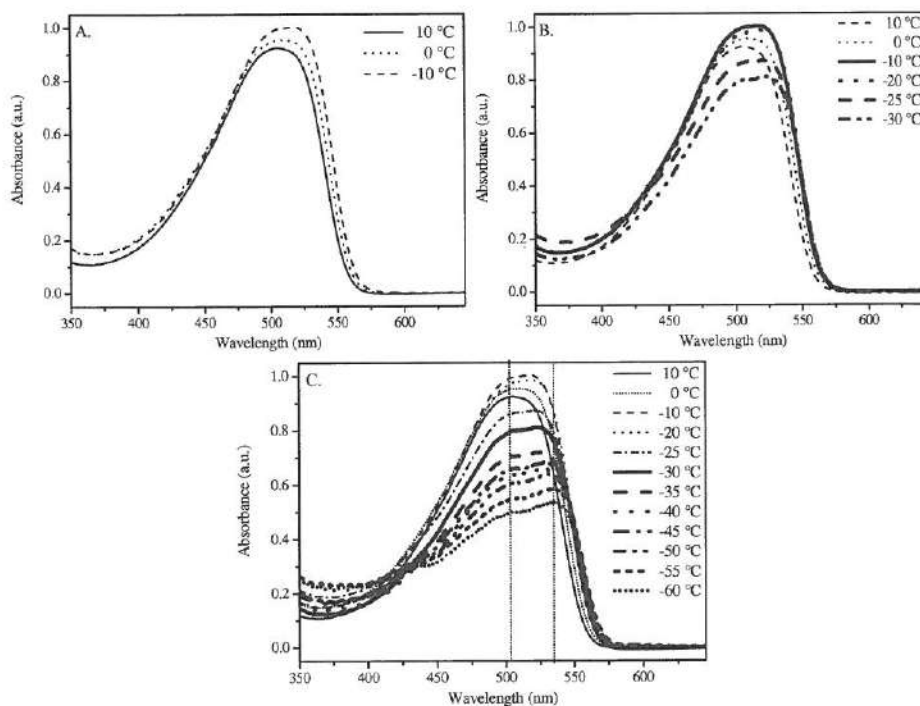 A.
10 °C
0 °C
-10 °C
1.0
0.8
0.6
0.4
0.2
0.0
Absorbance (a.u.)
350 400 450 500 550 600
Wavelength (nm)
B.
10 °C
0 °C
-10 °C
-20 °C
-25 °C
-30 °C
1.0
0.8
0.6
0.4
0.2
0.0
Absorbance (a.u.)
350 400 450 500 550 600
Wavelength (nm)
C.
10 °C
0 °C
-10 °C
-20 °C
-25 °C
-30 °C
-35 °C
-40 °C
-45 °C
-50 °C
-55 °C
-60 °C
1.0
0.8
0.6
0.4
0.2
0.0
Absorbance (a.u.)
350 400 450 500 550 600
Wavelength (nm)